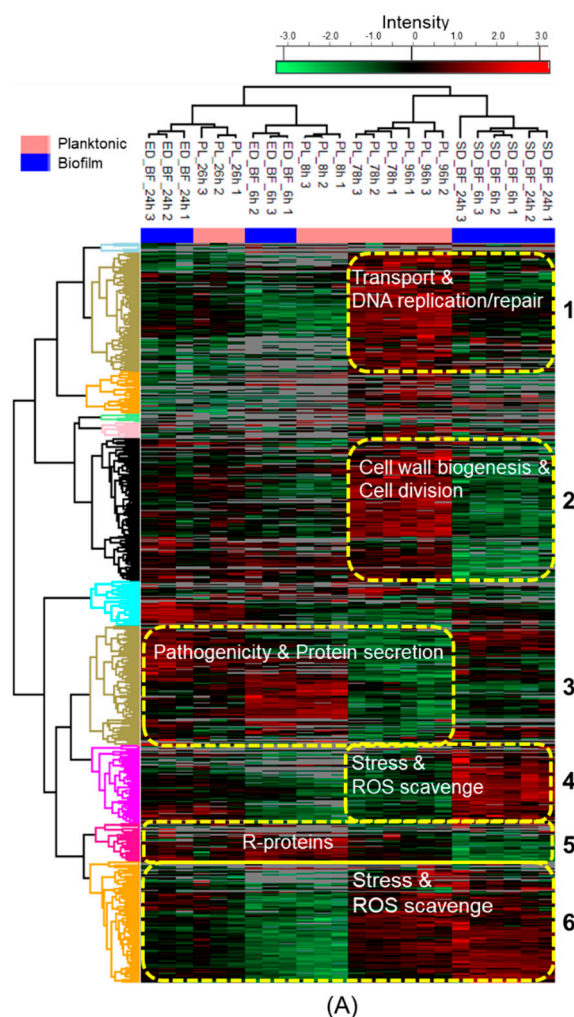 Intensity
-3.0 -1.0 0.0 1.0 3.0
Planktonic
Biofilm
ED_BF_24h 3
ED_BF_24h 2
ED_BF_24h 1
PL_26h 3
PL_26h 2
PL_26h 1
ED_BF_6h 2
ED_BF_6h 3
ED_BF_6h 1
PL_8h 3
PL_8h 2
PL_8h 1
PL_78h 3
PL_78h 2
PL_78h 1
PL_96h 1
PL_96h 3
PL_96h 2
SD_BF_24h 3
SD_BF_6h 3
SD_BF_6h 2
SD_BF_6h 1
SD_BF_24h 2
SD_BF_24h 1
Transport &
DNA replication/repair
1
Cell wall biogenesis &
Cell division
2
Pathogenicity & Protein secretion
3
Stress &
ROS scavenge
4
R-proteins
5
Stress &
ROS scavenge
6
(A)